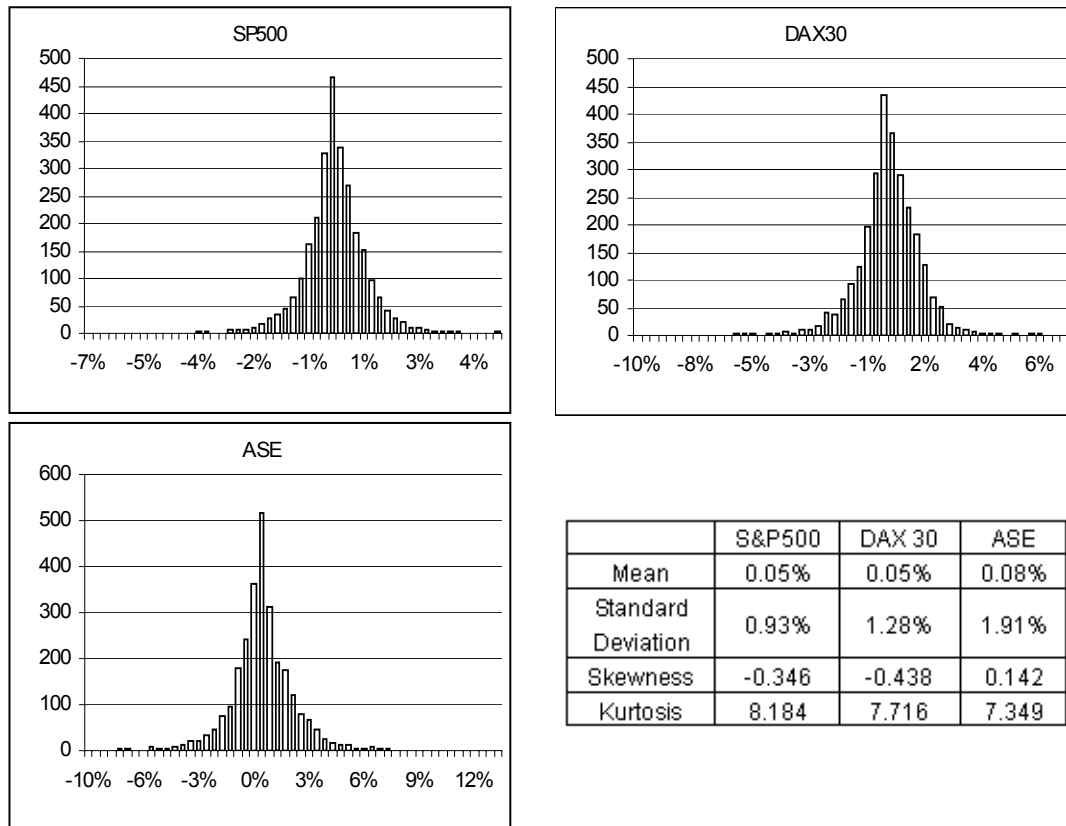 SP500
500
450
400
350
300
250
200
150
100
50
0
-7% -5% -4% -2% -1% 1% 3% 4%
DAX30
500
450
400
350
300
250
200
150
100
50
0
-10% -8% -5% -3% -1% 2% 4% 6%
ASE
600
500
400
300
200
100
0
-10% -6% -3% 0% 3% 6% 9% 12%
S&P500 DAX 30 ASE
Mean 0.05% 0.05% 0.08%
Standard
Deviation 0.93% 1.28% 1.91%
Skewness -0.346 -0.438 0.142
Kurtosis 8.184 7.716 7.349